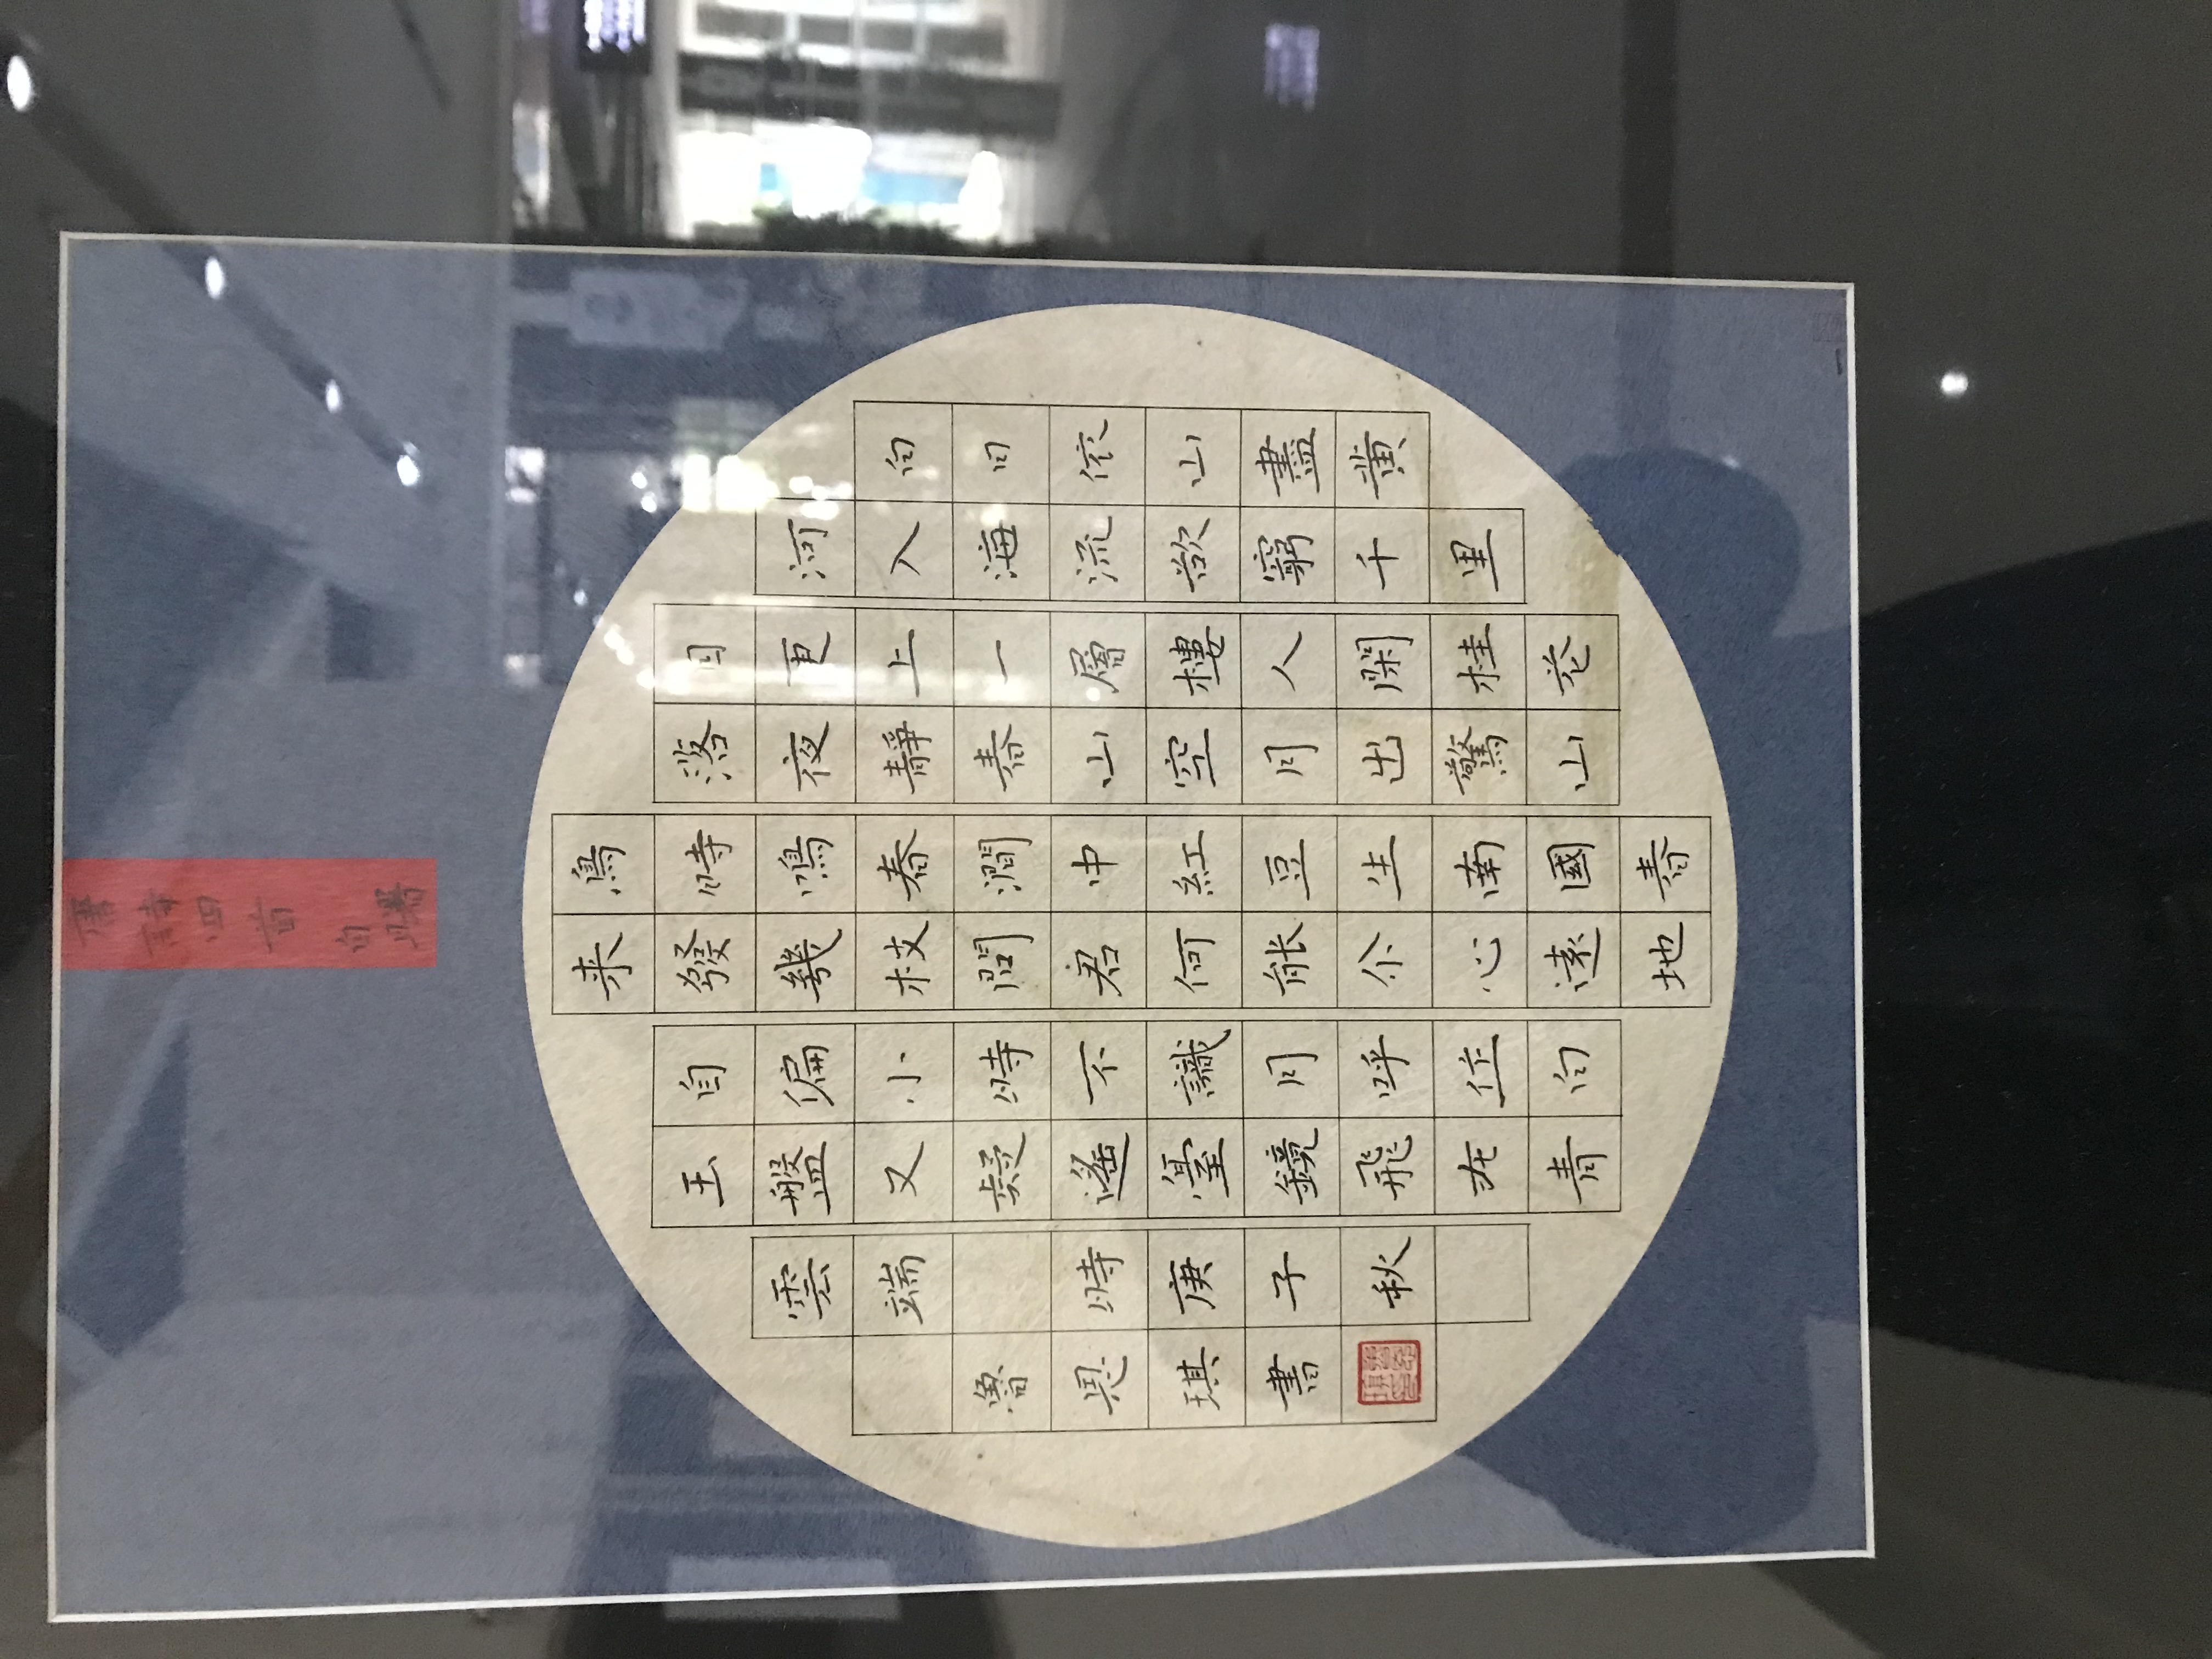 唐詩四首
白日依山盡黃
河入海流欲窮千里
目更上一層樓人閑桂花
落夜靜春山空月出驚山
鳥時鳴春澗中紅豆生南國春
来發幾枝問君何能尒心遠地
自偏小時不識月呼作白
玉盤又疑遙臺鏡飛在青
雲端 時庚子秋
魯恩琪書